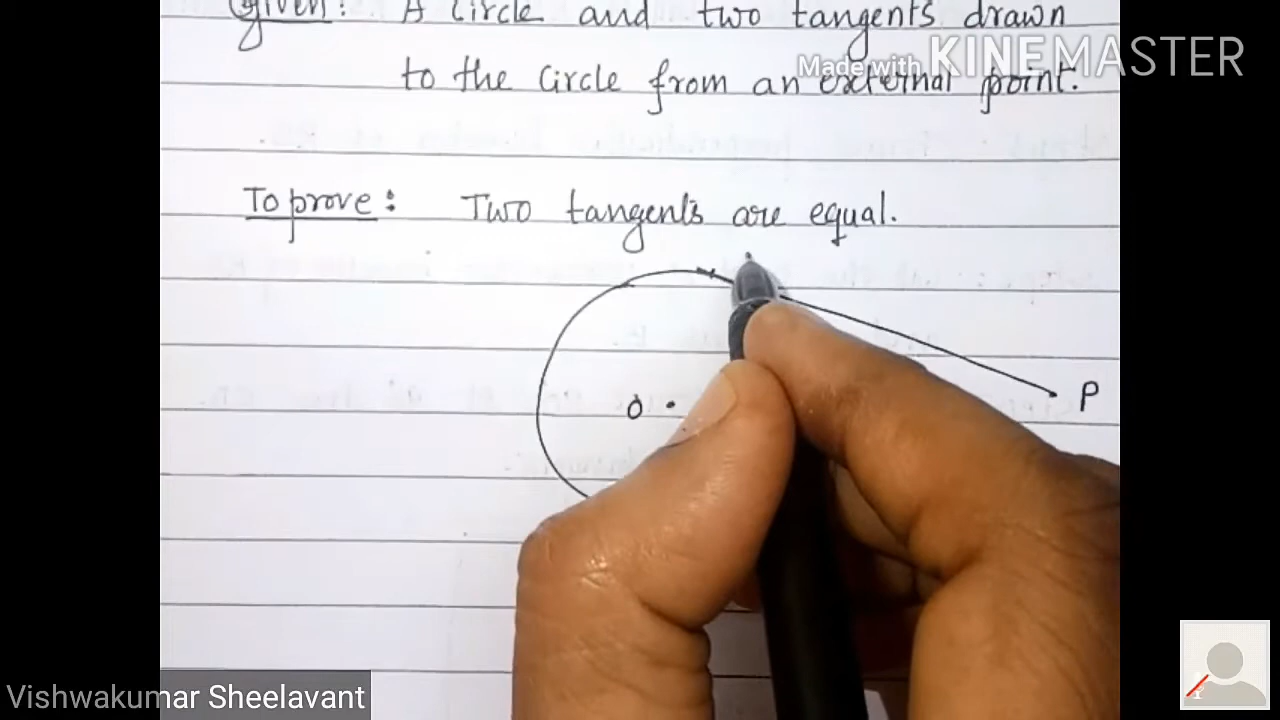 Given: A Circle and two tangents drawn
Made with KINEMASTER
to the Circle from an external point.
To prove: Two tangents are equal.
O
P
Vishwakumar Sheelavant